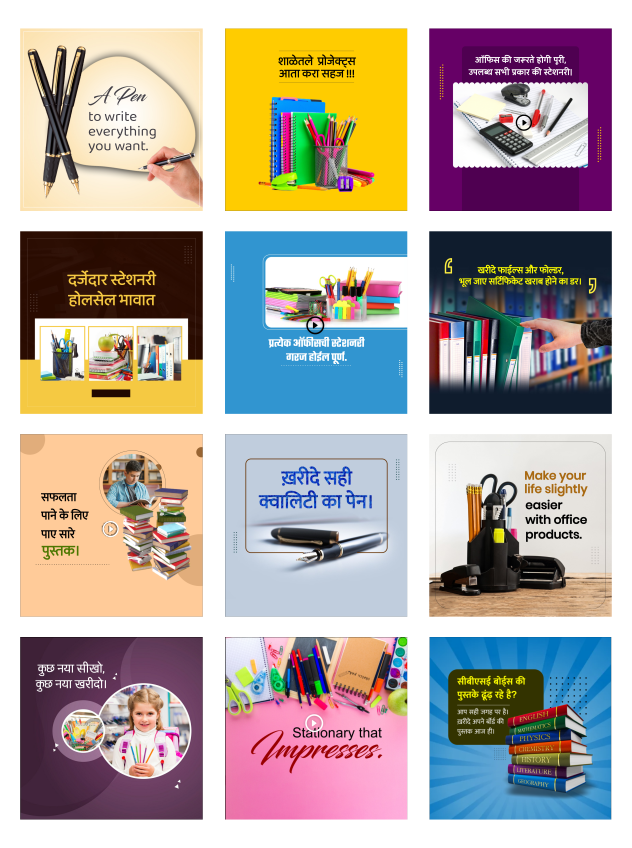 A Pen
to write
everything
you want.
शाळेतले प्रोजेक्ट्स
आता करा सहज !!!
ऑफिस की जरूरते होगी पूरी,
उपलब्ध सभी प्रकार की स्टेशनरी।
दर्जेदार स्टेशनरी
होलसेल भावात
प्रत्येक ऑफीसची स्टेशनरी
गरज होईल पूर्ण.
खरीदे फाईल्स और फोल्डर,
भूल जाए सर्टिफिकेट खराब होने का डर।
सफलता
पाने के लिए
पाए सारे
पुस्तक।
ख़रीदे सही
क्वालिटी का पेन।
Make your
life slightly
easier
with office
products.
कुछ नया सीखो,
कुछ नया खरीदो।
Stationary that
Impresses.
सीबीएसई बोर्ड्स की
पुस्तके ढूंढ़ रहे है?
आप सही जगह पर है।
ख़रीदे अपने बोर्ड की
पुस्तक आज ही।
ENGLISH
MATHEMATICS
PHYSICS
CHEMISTRY
HISTORY
LITERATURE
GEOGRAPHY